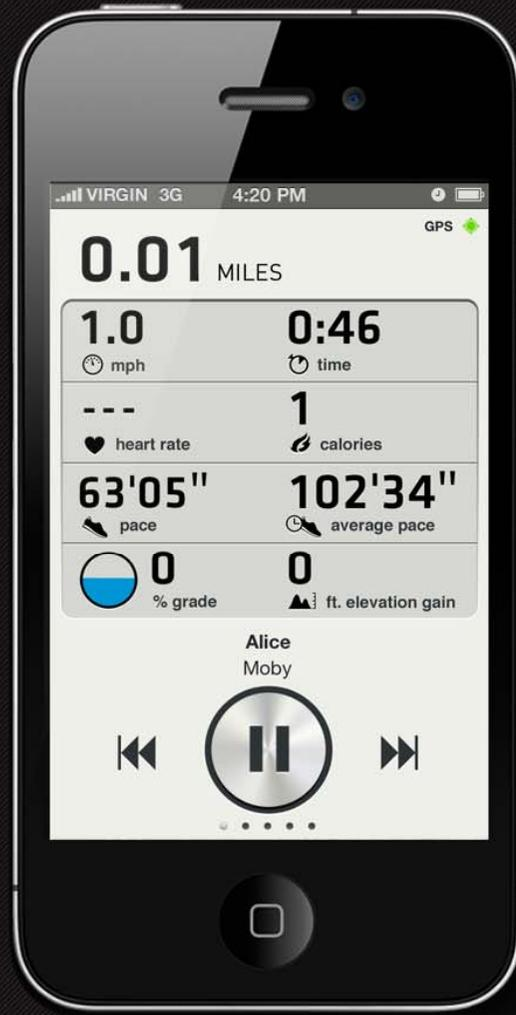 VIRGIN 3G 4:20 PM
GPS
0.01 MILES
1.0 0:46
mph time
--- 1
heart rate calories
63'05" 102'34"
pace average pace
0 0
% grade ft. elevation gain
Alice
Moby